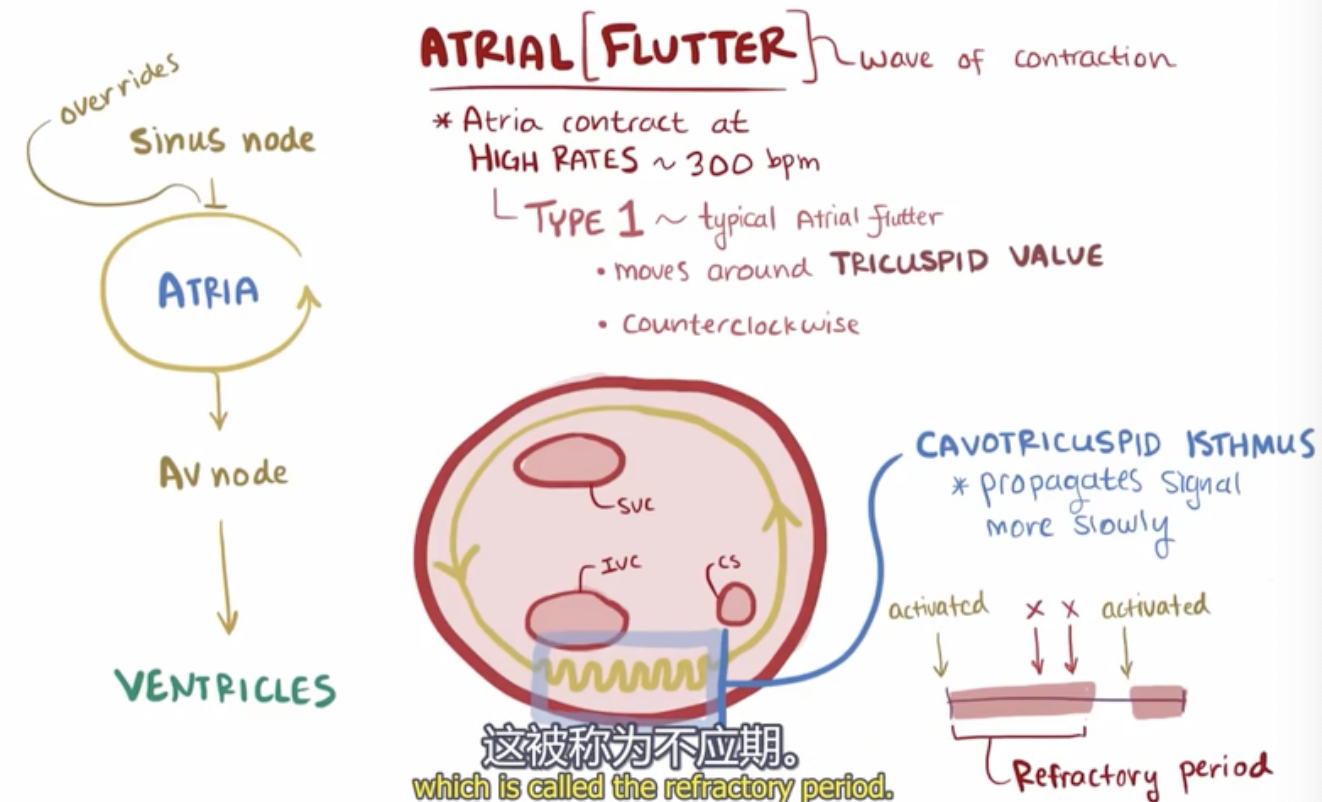 ATRIAL [FLUTTER] wave of contraction
* Atria contract at
HIGH RATES ~ 300 bpm
TYPE 1 ~ typical Atrial flutter
• moves around TRICUSPID VALVE
• Counterclockwise
overrides
Sinus node
ATRIA
AV node
VENTRICLES
SVC
IVC
CS
CAVOTRICUSPID ISTHMUS
* propagates signal
more slowly
activated x x activated
Refractory period
这被称为不应期。
which is called the refractory period.